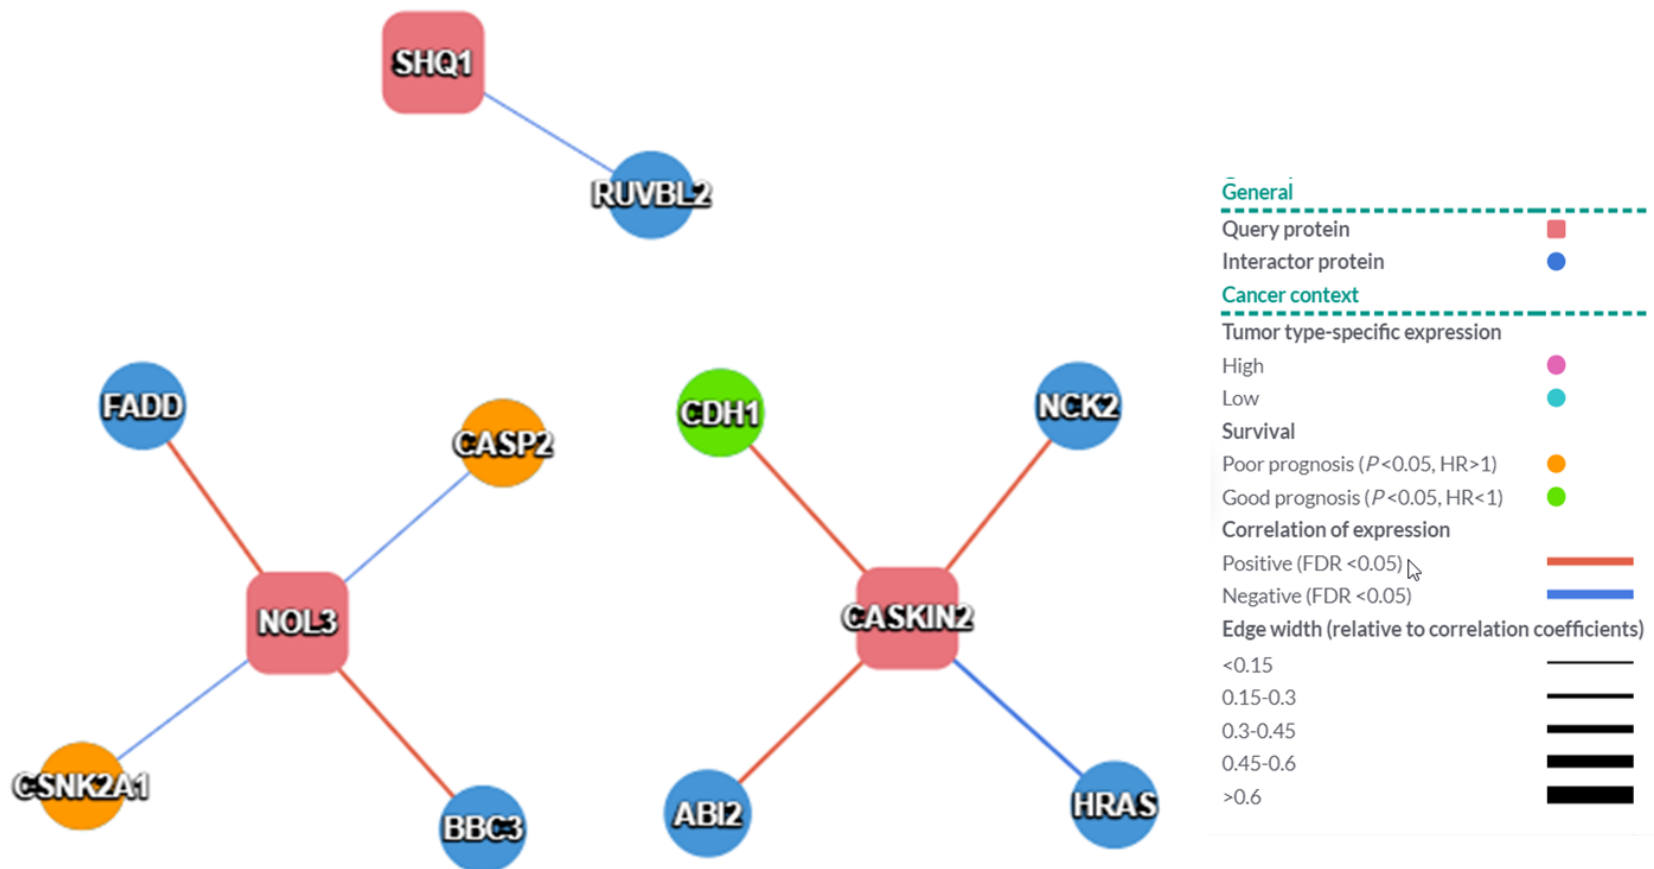 SHQ1
RUVBL2
FADD
CASP2
CDH1
NCK2
NOL3
CASKIN2
CSNK2A1
BBC3
ABI2
HRAS
General
Query protein
Interactor protein
Cancer context
Tumor type-specific expression
High
Low
Survival
Poor prognosis (P<0.05, HR>1)
Good prognosis (P<0.05, HR<1)
Correlation of expression
Positive (FDR <0.05)
Negative (FDR <0.05)
Edge width (relative to correlation coefficients)
<0.15
0.15-0.3
0.3-0.45
0.45-0.6
>0.6